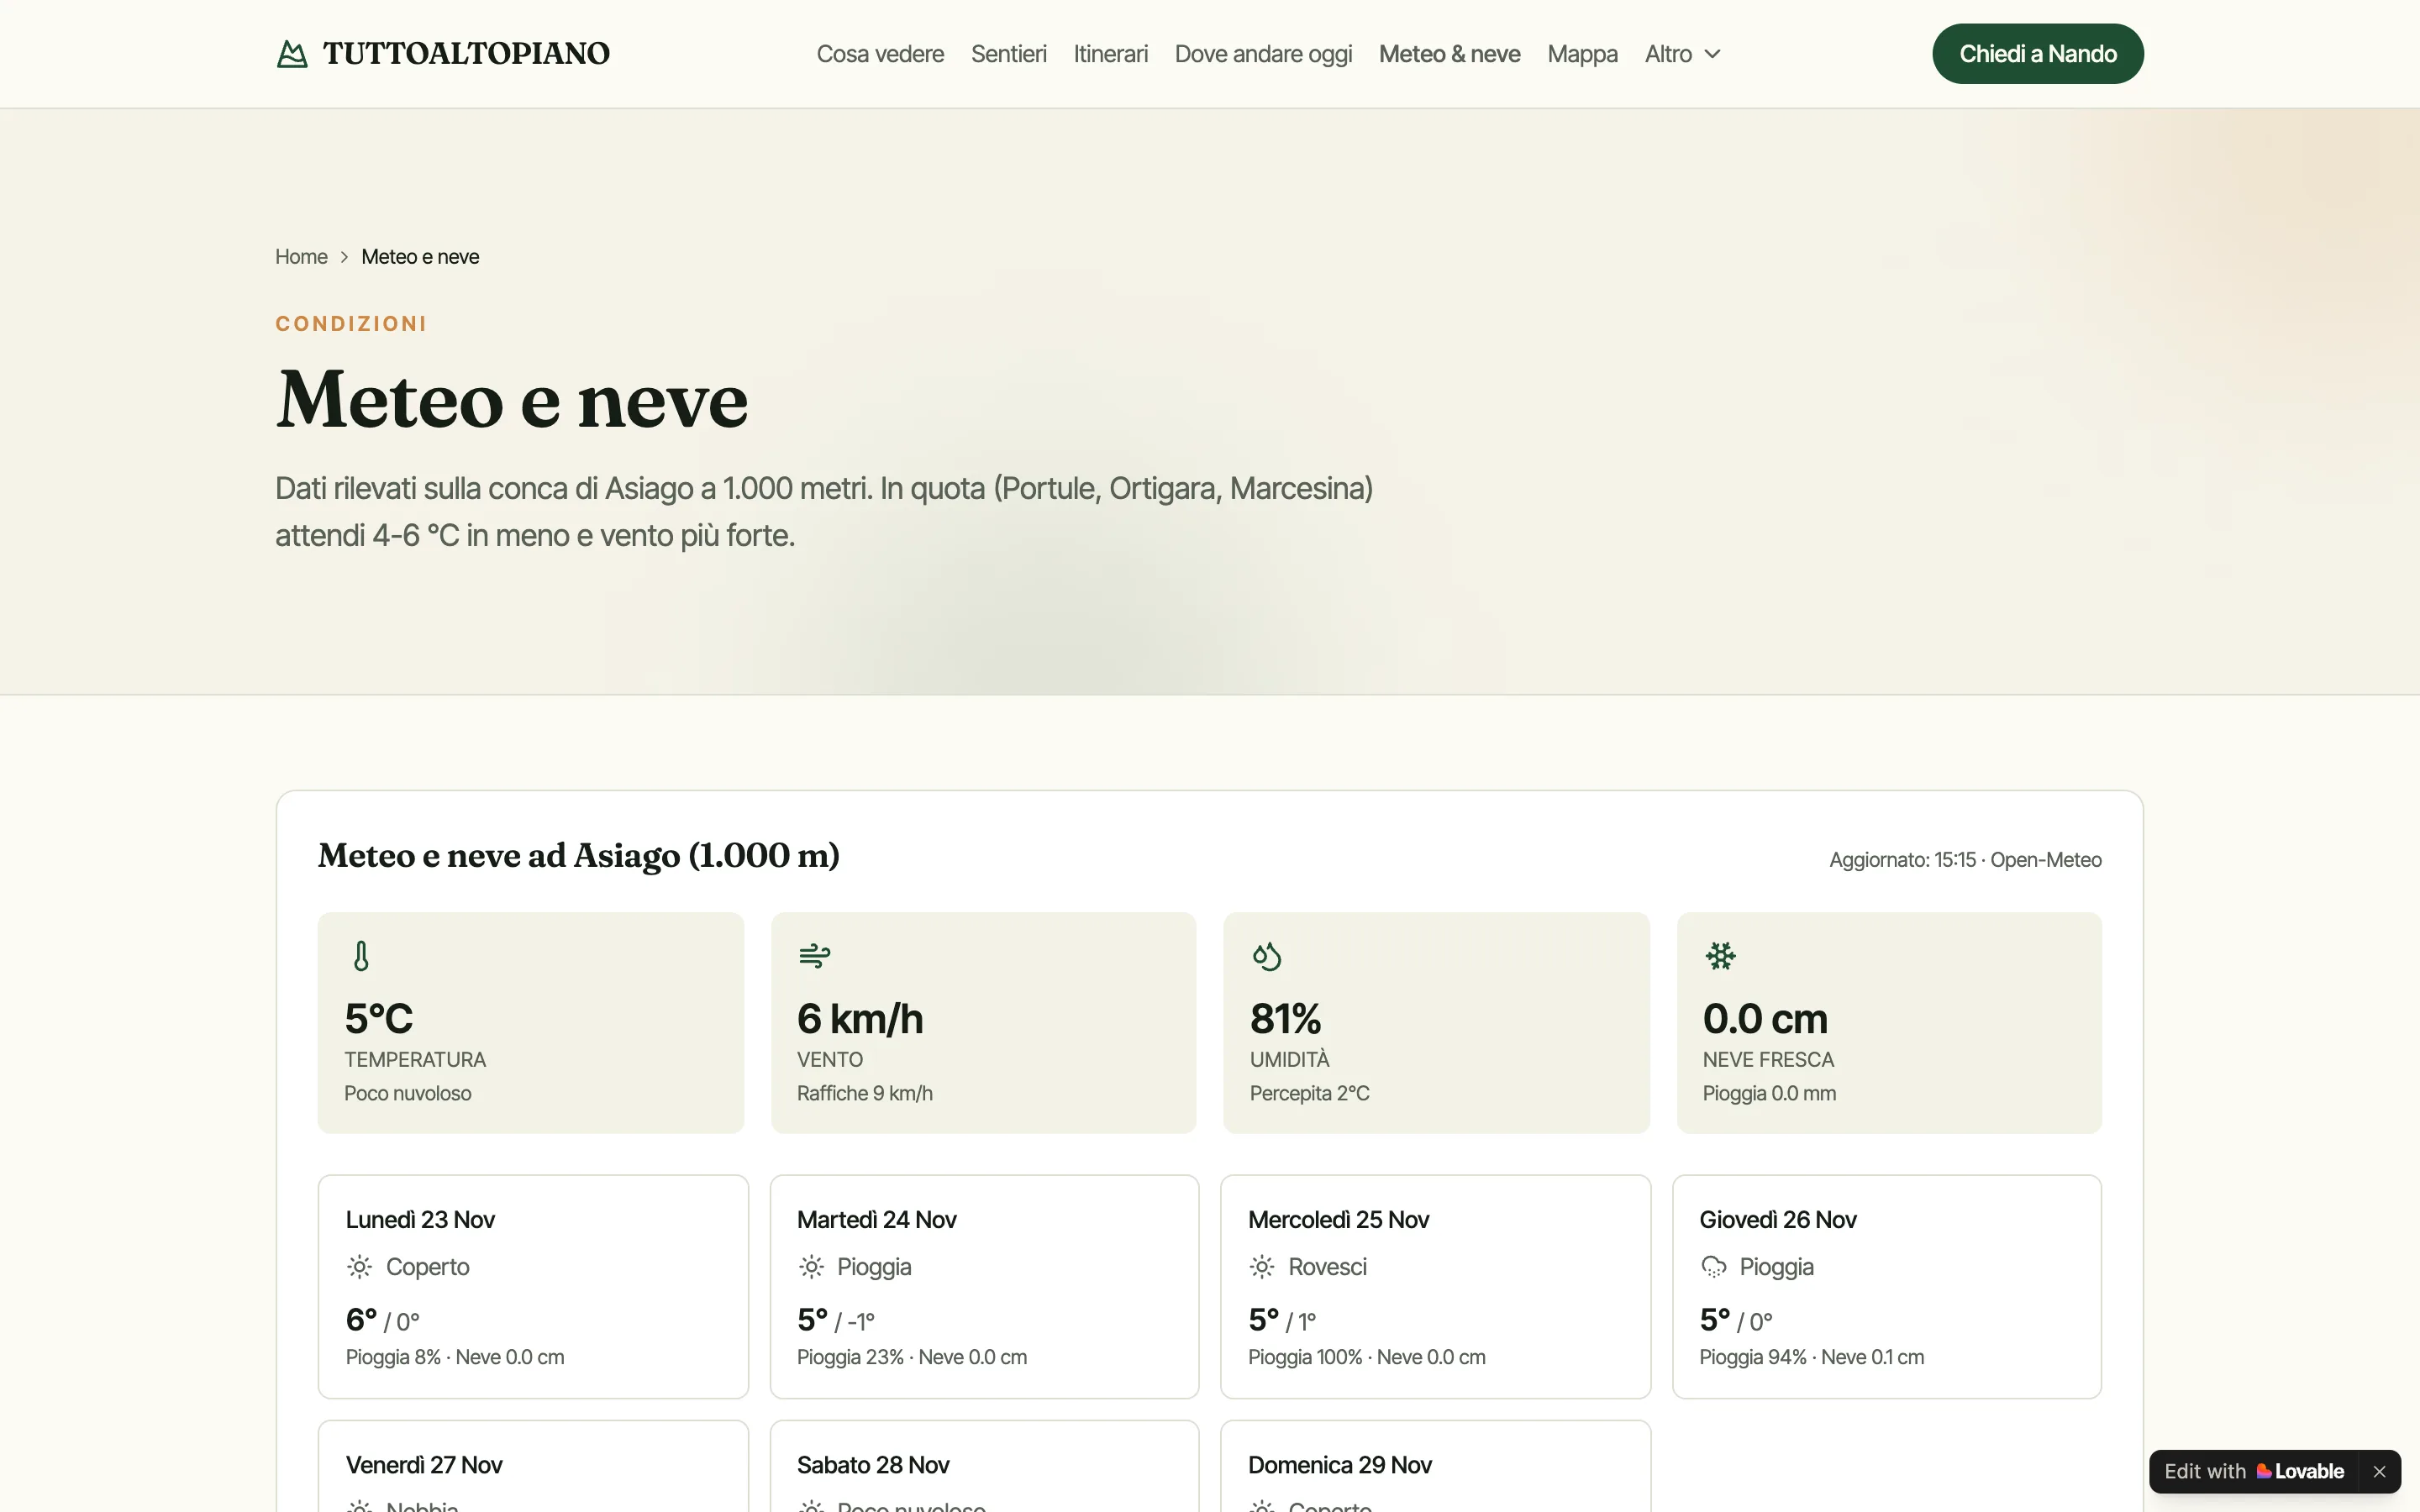 TUTTOALTOPIANO
Cosa vedere
Sentieri
Itinerari
Dove andare oggi
Meteo & neve
Mappa
Altro
Chiedi a Nando
Home > Meteo e neve
CONDIZIONI
Meteo e neve
Dati rilevati sulla conca di Asiago a 1.000 metri. In quota (Portule, Ortigara, Marcesina)
attendi 4-6 °C in meno e vento più forte.
Meteo e neve ad Asiago (1.000 m)
Aggiornato: 15:15 · Open-Meteo
5°C
TEMPERATURA
Poco nuvoloso
6 km/h
VENTO
Raffiche 9 km/h
81%
UMIDITÀ
Percepita 2°C
0.0 cm
NEVE FRESCA
Pioggia 0.0 mm
Lunedì 23 Nov
Coperto
6° / 0°
Pioggia 8% · Neve 0.0 cm
Martedì 24 Nov
Pioggia
5° / -1°
Pioggia 23% · Neve 0.0 cm
Mercoledì 25 Nov
Rovesci
5° / 1°
Pioggia 100% · Neve 0.0 cm
Giovedì 26 Nov
Pioggia
5° / 0°
Pioggia 94% · Neve 0.1 cm
Venerdì 27 Nov
Nebbia
Sabato 28 Nov
Poco nuvoloso
Domenica 29 Nov
Coperto
Edit with Lovable